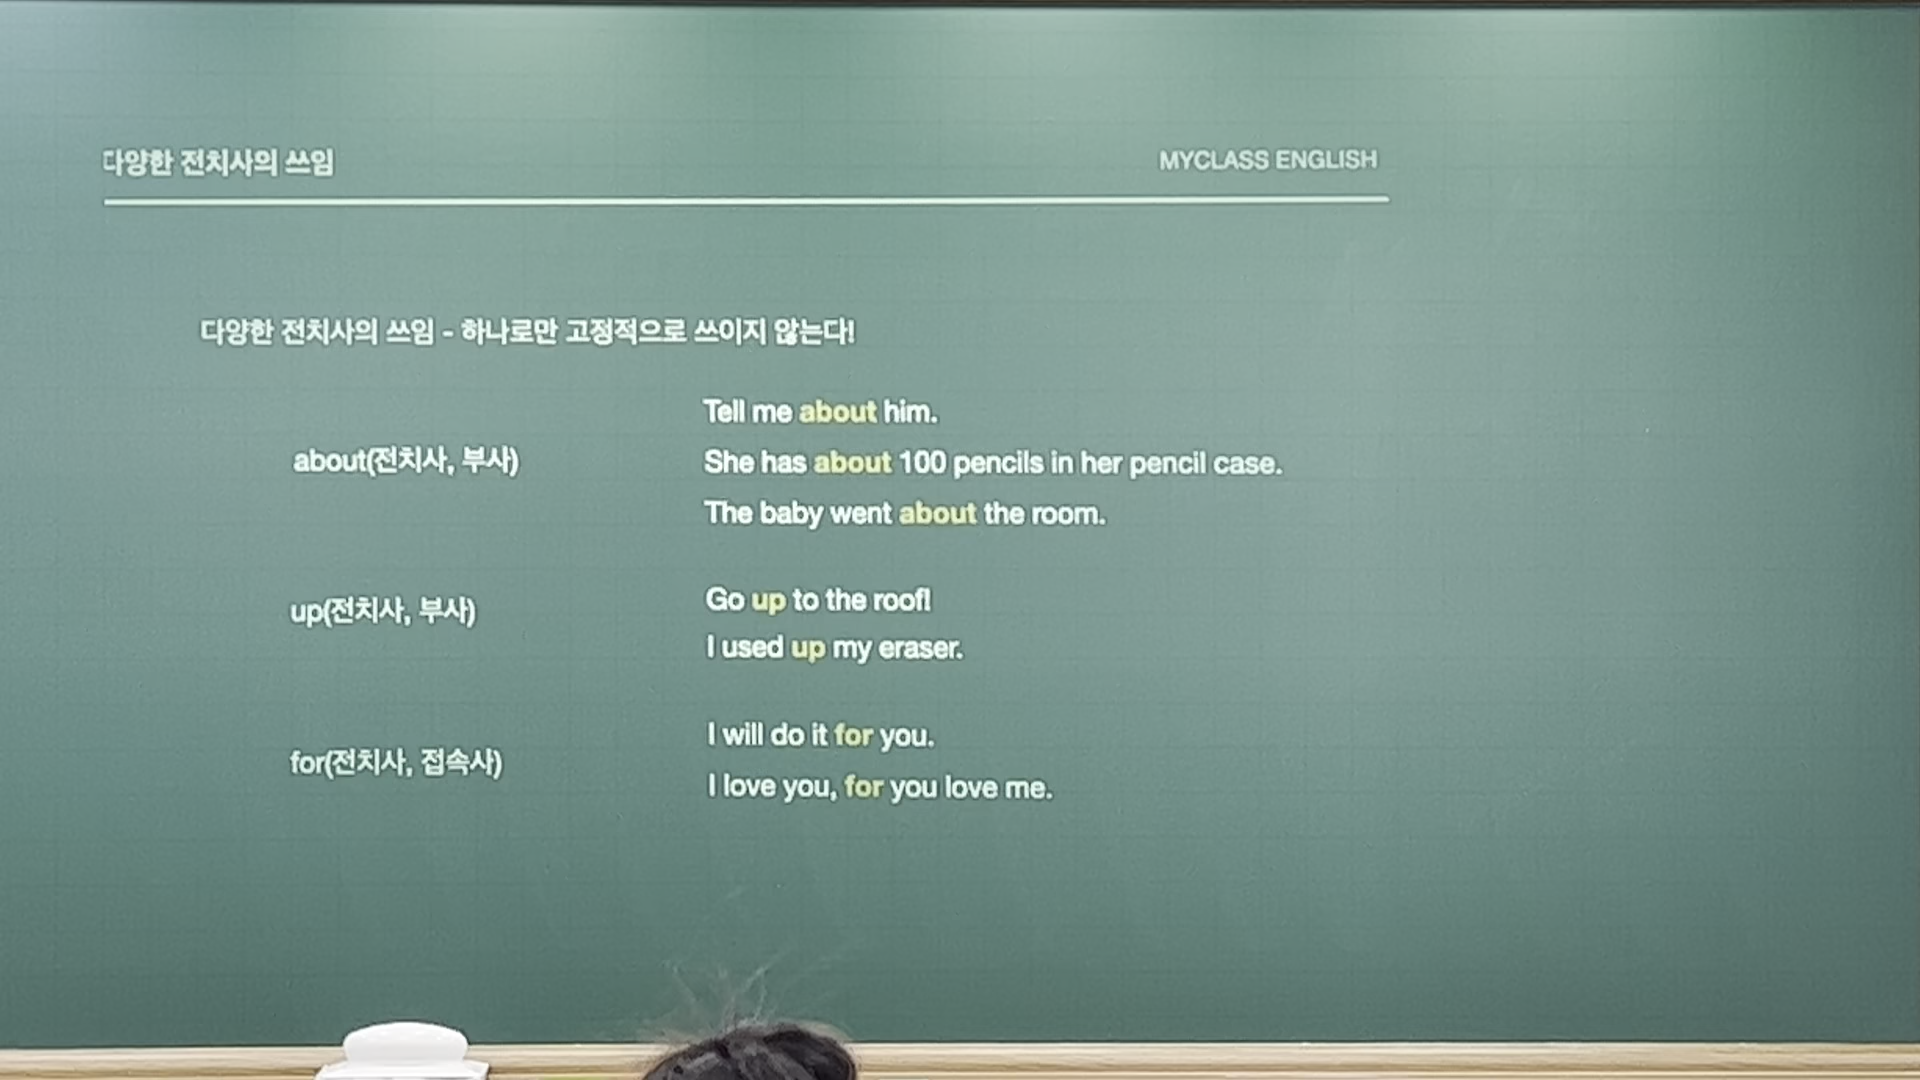 다양한 전치사의 쓰임
MYCLASS ENGLISH
다양한 전치사의 쓰임 - 하나로만 고정적으로 쓰이지 않는다!
about(전치사, 부사)
Tell me about him.
She has about 100 pencils in her pencil case.
The baby went about the room.
up(전치사, 부사)
Go up to the roof!
I used up my eraser.
for(전치사, 접속사)
I will do it for you.
I love you, for you love me.